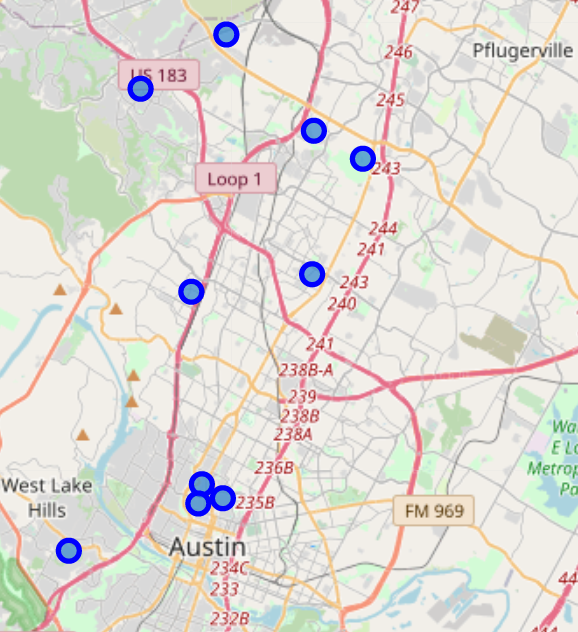 247
Pflugerville
246
US 183
245
243
Loop 1
244
241
243
240
241
238B-A
239
238B
238A
236B
West Lake
Hills
235B
FM 969
Austin
234C
233
232B